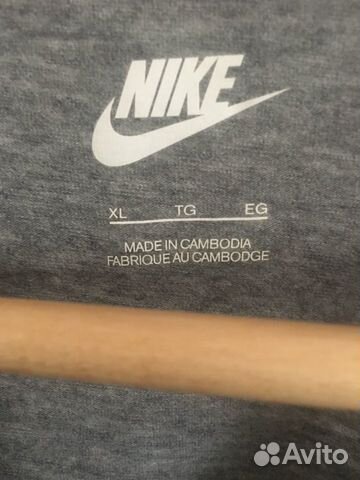 NIKE
XL TG EG
MADE IN CAMBODIA
FABRIQUE AU CAMBODGE
Avito